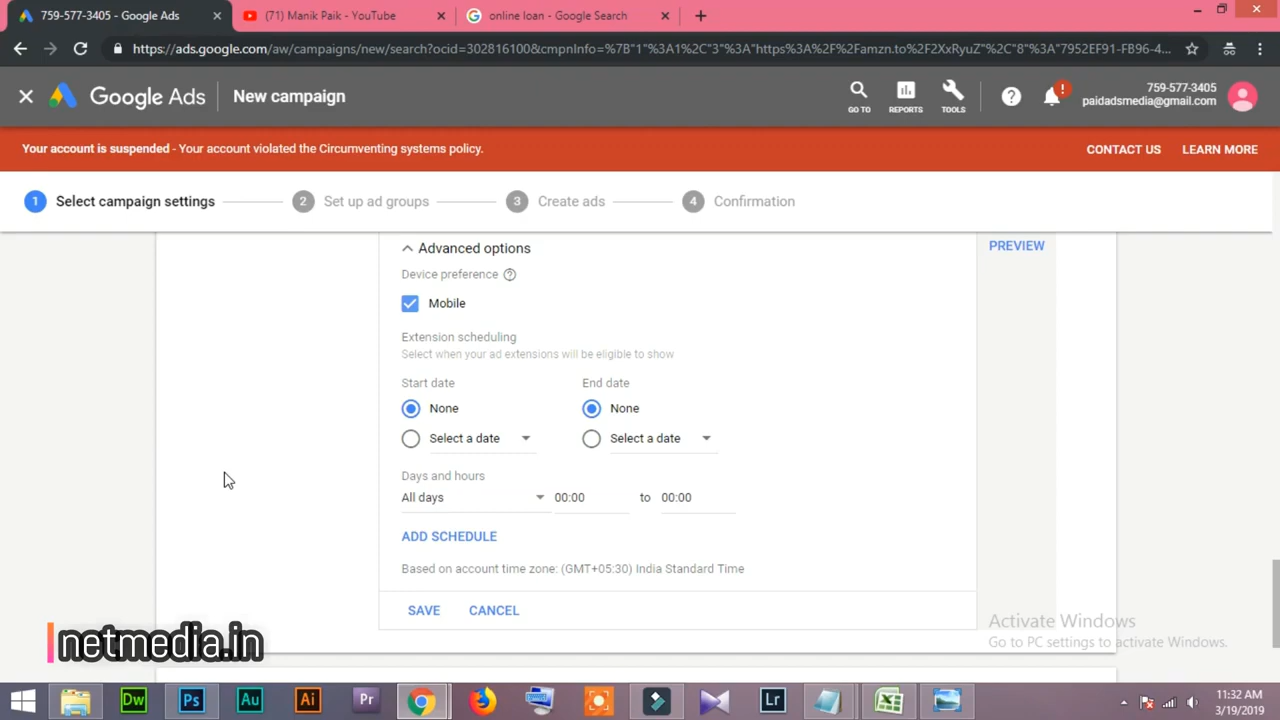 759-577-3405 - Google Ads
(71) Manik Paik - YouTube
online loan - Google Search
https://ads.google.com/aw/campaigns/new/search?ocid=302816100&cmpnInfo=%7B"1"%3A1%2C"3"%3A"https%3A%2F%2Famzn.to%2F2XxRyuZ"%2C"8"%3A"7952EF91-FB96-4...
Google Ads
New campaign
GO TO
REPORTS
TOOLS
759-577-3405
paidadsmedia@gmail.com
Your account is suspended - Your account violated the Circumventing systems policy.
CONTACT US
LEARN MORE
1 Select campaign settings
2 Set up ad groups
3 Create ads
4 Confirmation
Advanced options
PREVIEW
Device preference
Mobile
Extension scheduling
Select when your ad extensions will be eligible to show
Start date
End date
None
None
Select a date
Select a date
Days and hours
All days
00:00 to 00:00
ADD SCHEDULE
Based on account time zone: (GMT+05:30) India Standard Time
SAVE
CANCEL
Activate Windows
Go to PC settings to activate Windows.
netmedia.in
Dw
Ps
Au
Ai
Pr
Lr
11:32 AM
3/19/2019